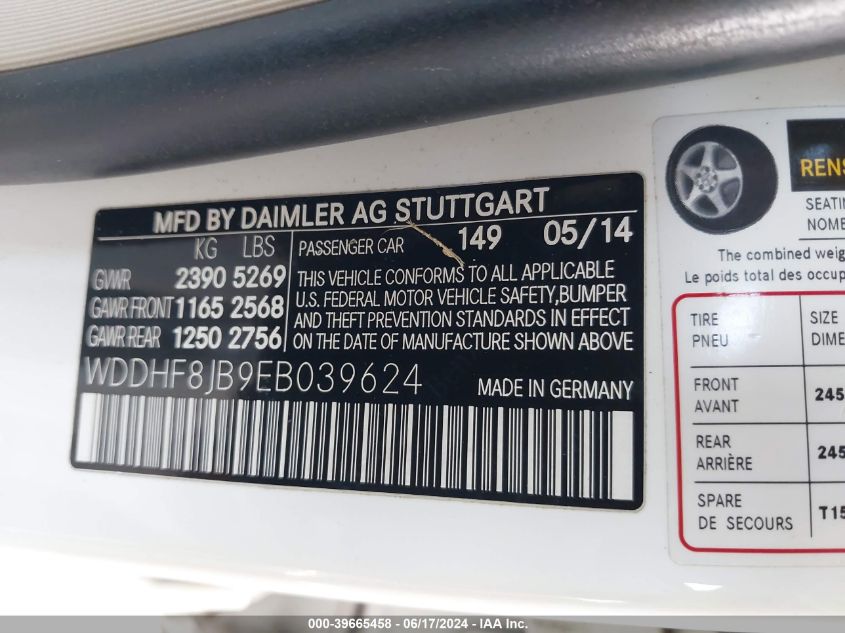 MFD BY DAIMLER AG STUTTGART
KG LBS
GVWR 2390 5269
GAWR FRONT 1165 2568
GAWR REAR 1250 2756
PASSENGER CAR 149 05/14
THIS VEHICLE CONFORMS TO ALL APPLICABLE
U.S. FEDERAL MOTOR VEHICLE SAFETY,BUMPER
AND THEFT PREVENTION STANDARDS IN EFFECT
ON THE DATE OF MANUFACTURE SHOWN ABOVE
WDDHF8JB9EB039624 MADE IN GERMANY
RENS
SEATIN
NOMB
The combined weig
Le poids total des occup
TIRE SIZE
PNEU DIME
FRONT
AVANT 245
REAR
ARRIÈRE 245
SPARE
DE SECOURS T15
000-39665458 - 06/17/2024 - IAA Inc.